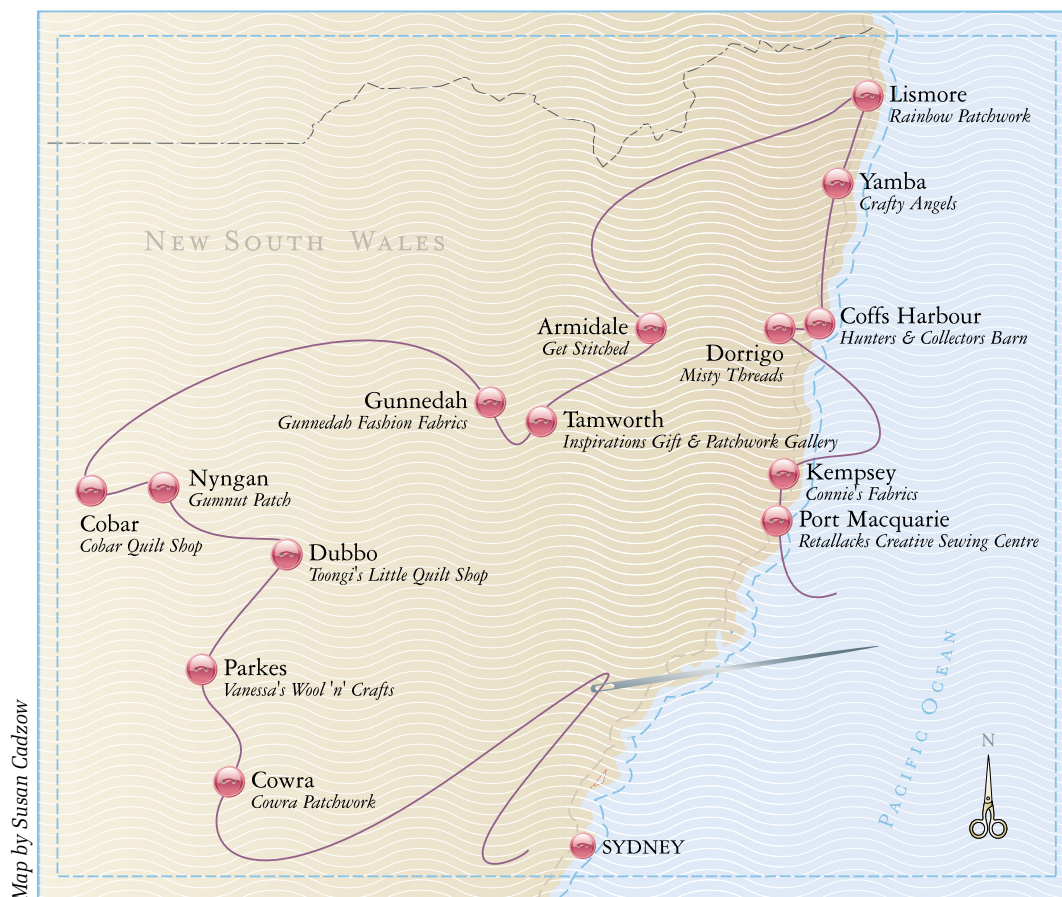 Lismore
Rainbow Patchwork
Yamba
Crafty Angels
NEW SOUTH WALES
Armidale
Get Stitched
Coffs Harbour
Hunters & Collectors Barn
Dorrigo
Misty Threads
Gunnedah
Gunnedah Fashion Fabrics
Tamworth
Inspirations Gift & Patchwork Gallery
Kempsey
Connie's Fabrics
Nyngan
Gumnut Patch
Cobar
Cobar Quilt Shop
Port Macquarie
Retallacks Creative Sewing Centre
Dubbo
Toongi's Little Quilt Shop
Parkes
Vanessa's Wool 'n' Crafts
PACIFIC OCEAN
N
Cowra
Cowra Patchwork
SYDNEY
Map by Susan Cadzow